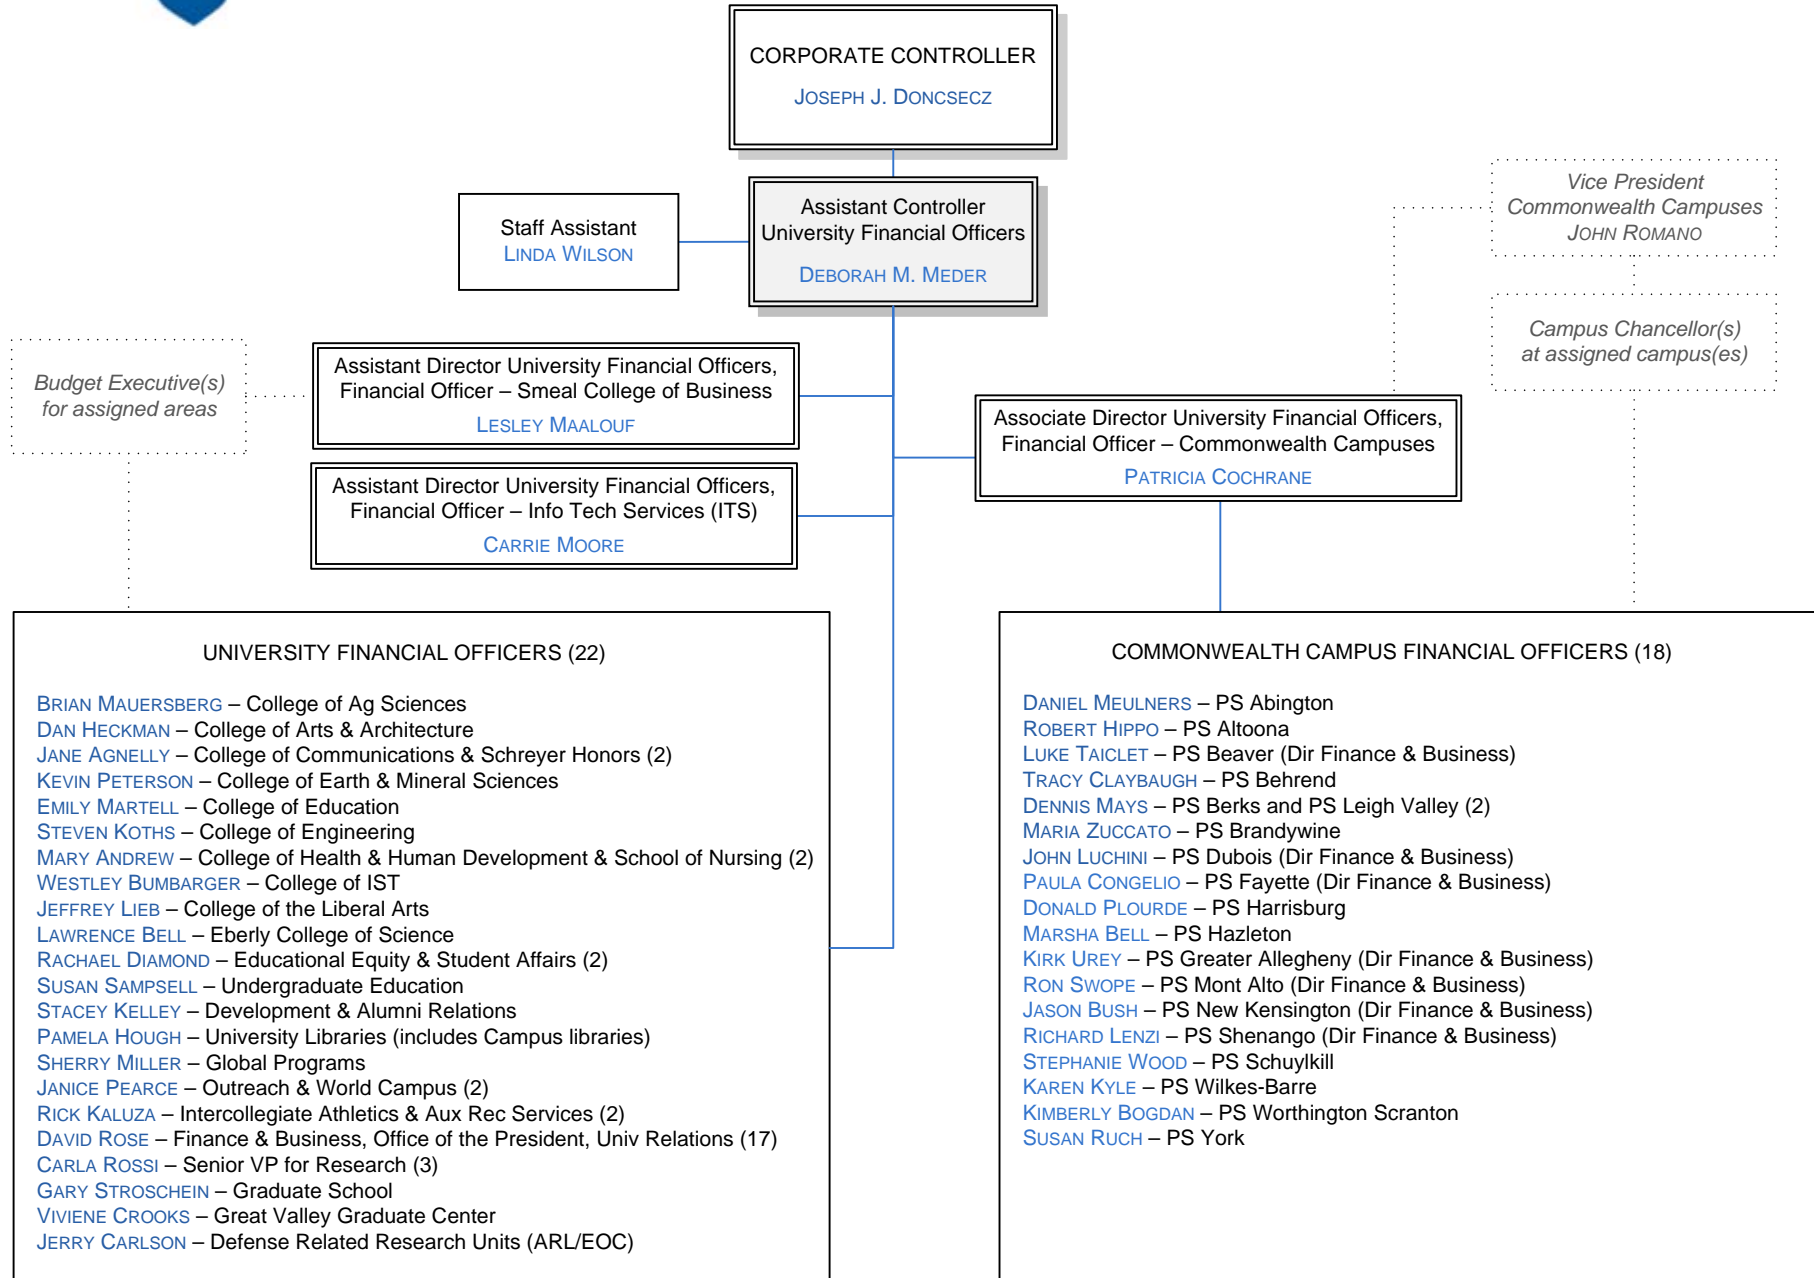 CORPORATE CONTROLLER
JOSEPH J. DONCSECZ
Assistant Controller
University Financial Officers
DEBORAH M. MEDER
Staff Assistant
LINDA WILSON
Vice President
Commonwealth Campuses
JOHN ROMANO
Campus Chancellor(s)
at assigned campus(es)
Budget Executive(s)
for assigned areas
Assistant Director University Financial Officers,
Financial Officer – Smeal College of Business
LESLEY MAALOUF
Assistant Director University Financial Officers,
Financial Officer – Info Tech Services (ITS)
CARRIE MOORE
Associate Director University Financial Officers,
Financial Officer – Commonwealth Campuses
PATRICIA COCHRANE
UNIVERSITY FINANCIAL OFFICERS (22)
BRIAN MAUERSBERG – College of Ag Sciences
DAN HECKMAN – College of Arts & Architecture
JANE AGNELLY – College of Communications & Schreyer Honors (2)
KEVIN PETERSON – College of Earth & Mineral Sciences
EMILY MARTELL – College of Education
STEVEN KOTHS – College of Engineering
MARY ANDREW – College of Health & Human Development & School of Nursing (2)
WESTLEY BUMBARGER – College of IST
JEFFREY LIEB – College of the Liberal Arts
LAWRENCE BELL – Eberly College of Science
RACHAEL DIAMOND – Educational Equity & Student Affairs (2)
SUSAN SAMPSELL – Undergraduate Education
STACEY KELLEY – Development & Alumni Relations
PAMELA HOUGH – University Libraries (includes Campus libraries)
SHERRY MILLER – Global Programs
JANICE PEARCE – Outreach & World Campus (2)
RICK KALUZA – Intercollegiate Athletics & Aux Rec Services (2)
DAVID ROSE – Finance & Business, Office of the President, Univ Relations (17)
CARLA ROSSI – Senior VP for Research (3)
GARY STROSCHEIN – Graduate School
VIVIENE CROOKS – Great Valley Graduate Center
JERRY CARLSON – Defense Related Research Units (ARL/EOC)
COMMONWEALTH CAMPUS FINANCIAL OFFICERS (18)
DANIEL MEULNERS – PS Abington
ROBERT HIPPO – PS Altoona
LUKE TAICLET – PS Beaver (Dir Finance & Business)
TRACY CLAYBAUGH – PS Behrend
DENNIS MAYS – PS Berks and PS Leigh Valley (2)
MARIA ZUCCATO – PS Brandywine
JOHN LUCHINI – PS Dubois (Dir Finance & Business)
PAULA CONGELIO – PS Fayette (Dir Finance & Business)
DONALD PLOURDE – PS Harrisburg
MARSHA BELL – PS Hazleton
KIRK UREY – PS Greater Allegheny (Dir Finance & Business)
RON SWOPE – PS Mont Alto (Dir Finance & Business)
JASON BUSH – PS New Kensington (Dir Finance & Business)
RICHARD LENZI – PS Shenango (Dir Finance & Business)
STEPHANIE WOOD – PS Schuylkill
KAREN KYLE – PS Wilkes-Barre
KIMBERLY BOGDAN – PS Worthington Scranton
SUSAN RUCH – PS York